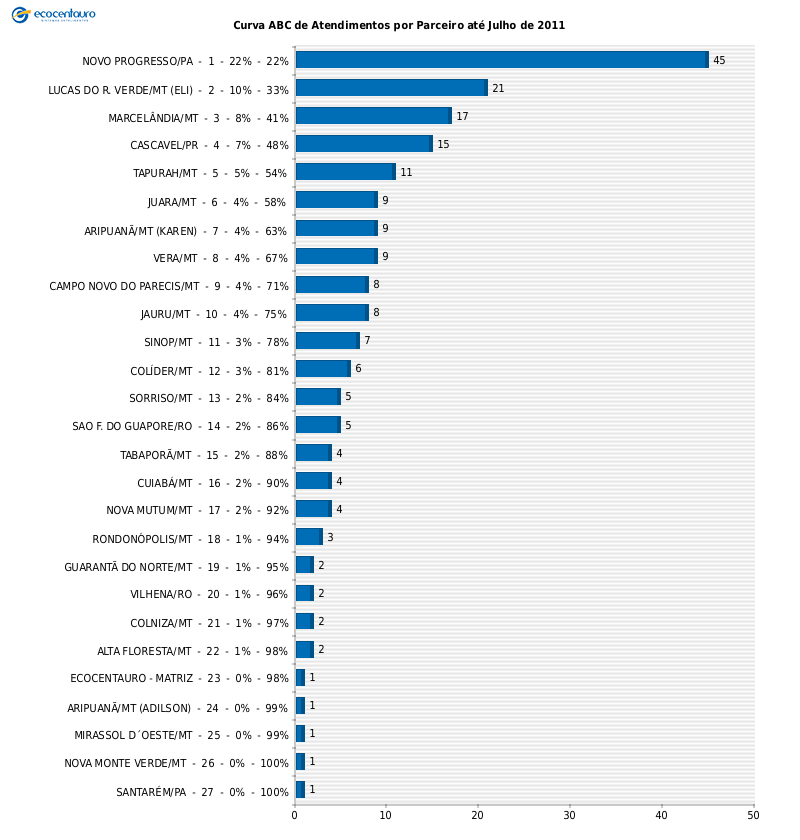 ecocentauro
Curva ABC de Atendimentos por Parceiro até Julho de 2011
NOVO PROGRESSO/PA - 1 - 22% - 22% 45
LUCAS DO R. VERDE/MT (ELI) - 2 - 10% - 33% 21
MARCELÂNDIA/MT - 3 - 8% - 41% 17
CASCAVEL/PR - 4 - 7% - 48% 15
TAPURAH/MT - 5 - 5% - 54% 11
JUARA/MT - 6 - 4% - 58% 9
ARIPUANÃ/MT (KAREN) - 7 - 4% - 63% 9
VERA/MT - 8 - 4% - 67% 9
CAMPO NOVO DO PARECIS/MT - 9 - 4% - 71% 8
JAURU/MT - 10 - 4% - 75% 8
SINOP/MT - 11 - 3% - 78% 7
COLÍDER/MT - 12 - 3% - 81% 6
SORRISO/MT - 13 - 2% - 84% 5
SAO F. DO GUAPORE/RO - 14 - 2% - 86% 5
TABAPORÃ/MT - 15 - 2% - 88% 4
CUIABÁ/MT - 16 - 2% - 90% 4
NOVA MUTUM/MT - 17 - 2% - 92% 4
RONDONÓPOLIS/MT - 18 - 1% - 94% 3
GUARANTÃ DO NORTE/MT - 19 - 1% - 95% 2
VILHENA/RO - 20 - 1% - 96% 2
COLNIZA/MT - 21 - 1% - 97% 2
ALTA FLORESTA/MT - 22 - 1% - 98% 2
ECOCENTAURO - MATRIZ - 23 - 0% - 98% 1
ARIPUANÃ/MT (ADILSON) - 24 - 0% - 99% 1
MIRASSOL D´OESTE/MT - 25 - 0% - 99% 1
NOVA MONTE VERDE/MT - 26 - 0% - 100% 1
SANTARÉM/PA - 27 - 0% - 100% 1
0 10 20 30 40 50